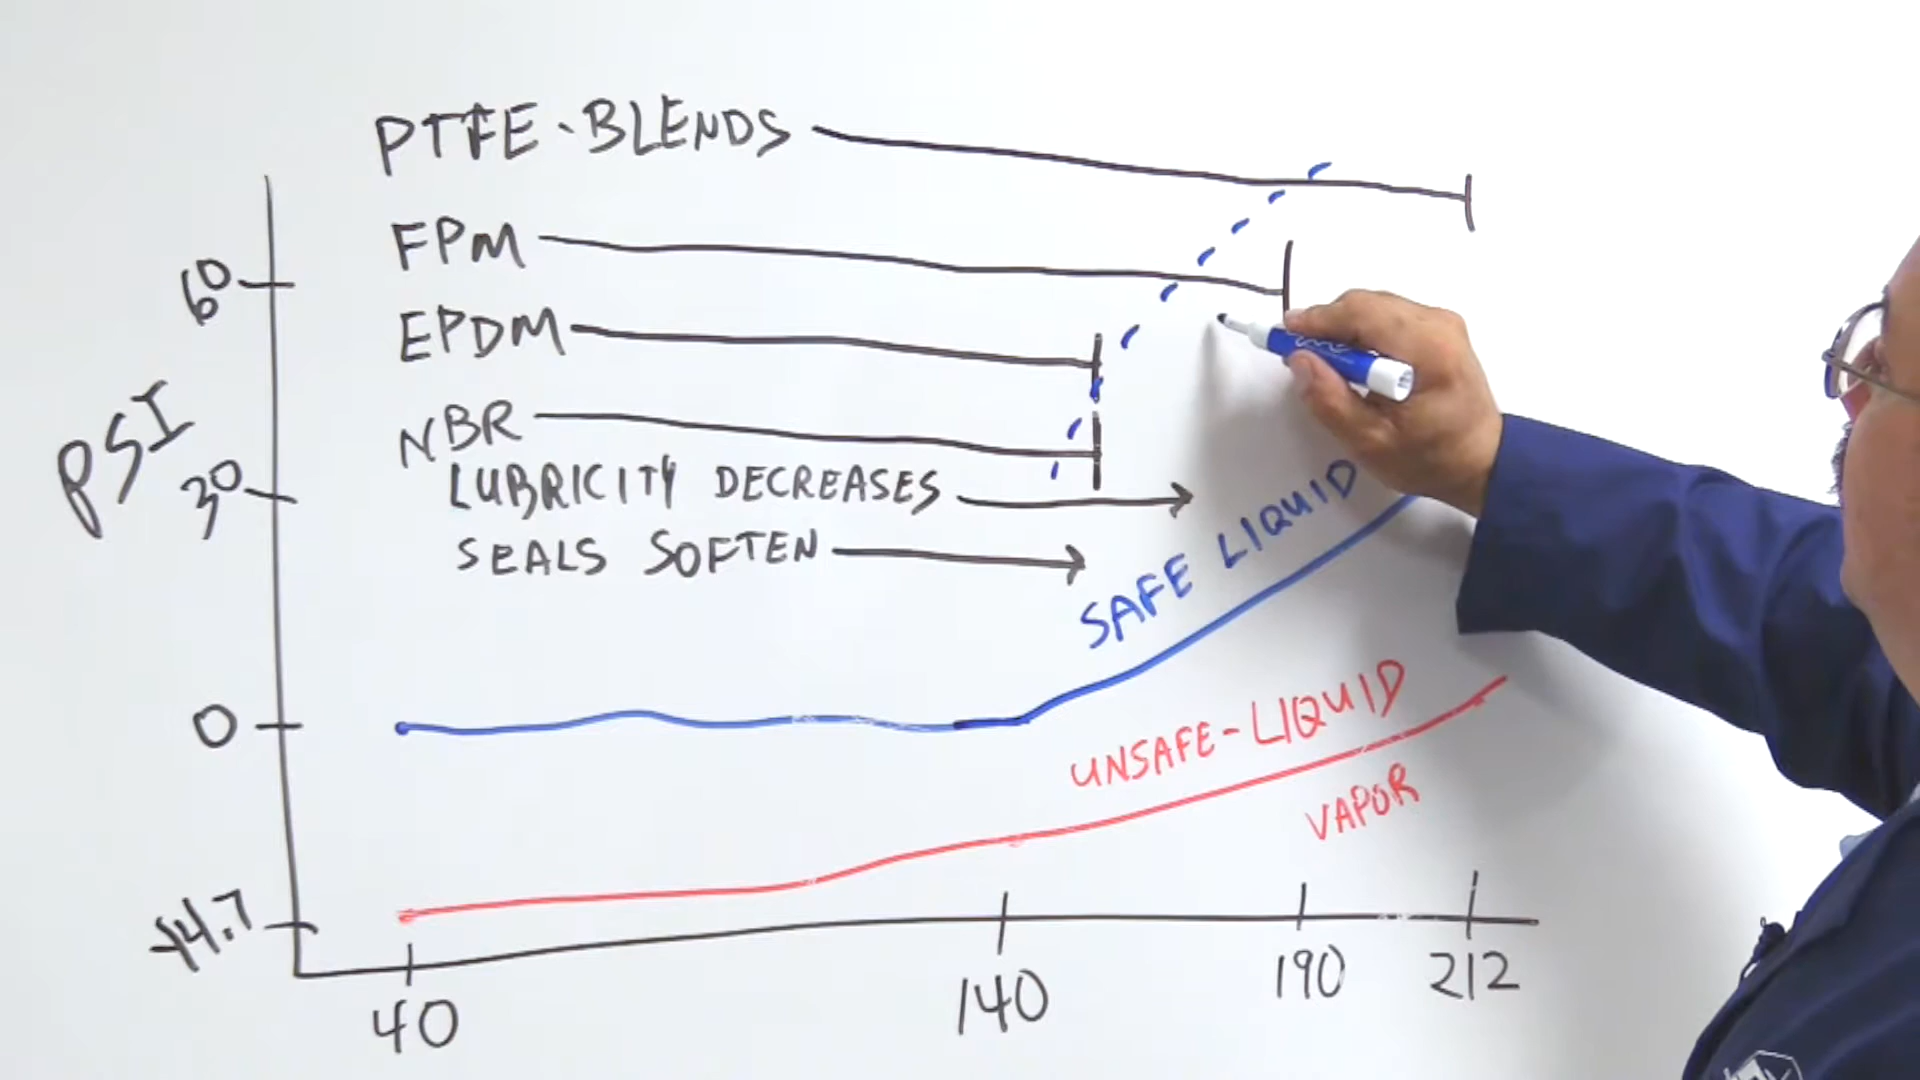 PTFE-BLENDS
FPM
60
EPDM
PSI
NBR
30
LUBRICITY DECREASES
SEALS SOFTEN
SAFE LIQUID
0
UNSAFE-LIQUID
VAPOR
-14.7
40
140
190
212